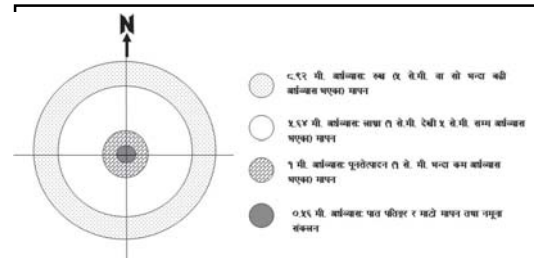 N
८.९२ मी. अर्धव्यास: रुख (५ से.मी. वा सो भन्दा बढी
अर्धव्यास भएका) मापन
५.६४ मी. अर्धव्यास: लाथ्रा (१ से.मी. देखी ५ से.मी. सम्म अर्धव्यास
भएका) मापन
१ मी. अर्धव्यास: पुनरोत्पादन (१ से. मी. भन्दा कम अर्धव्यास
भएका) मापन
०.५६ मी. अर्धव्यास: पात पतिङ्गर र माटो मापन तथा नमूना
संकलन